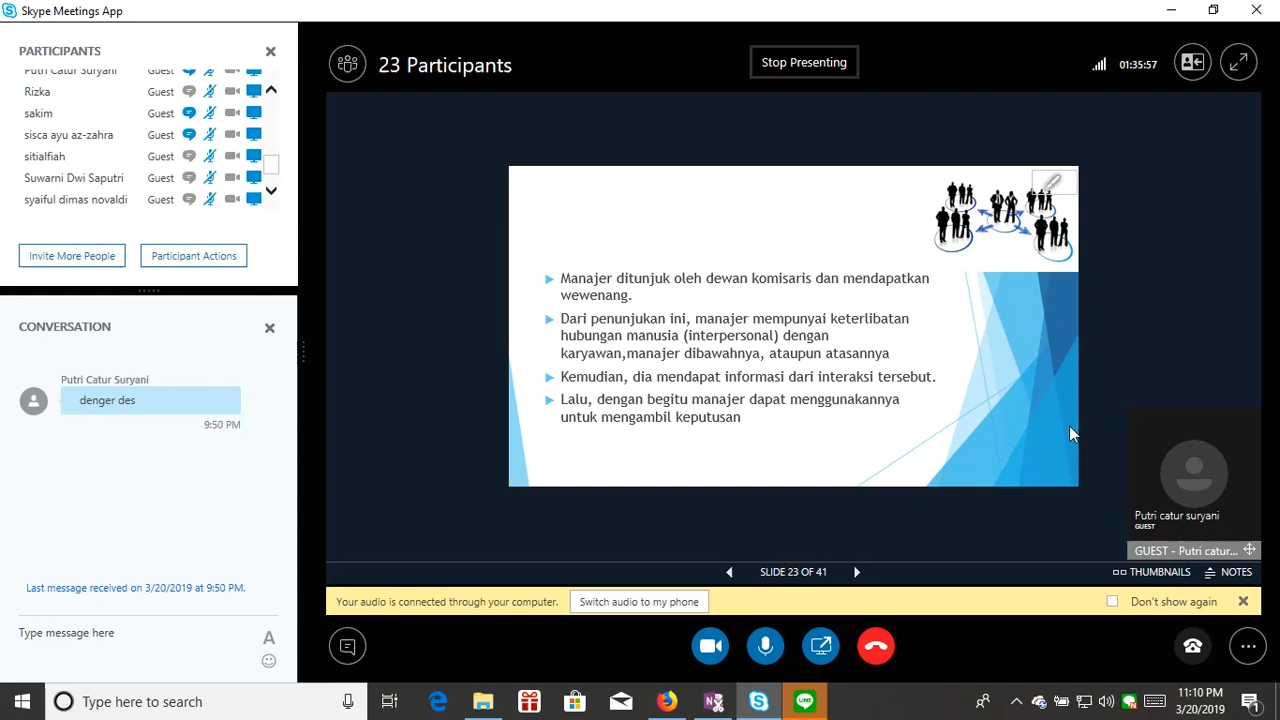 Skype Meetings App
PARTICIPANTS
Putri Catur Suryani Guest
Rizka Guest
sakim Guest
sisca ayu az-zahra Guest
sitialfiah Guest
Suwarni Dwi Saputri Guest
syaiful dimas novaldi Guest
Invite More People Participant Actions
CONVERSATION
Putri Catur Suryani
denger des
9:50 PM
Last message received on 3/20/2019 at 9:50 PM.
Type message here
A
23 Participants
Stop Presenting
01:35:57
Manajer ditunjuk oleh dewan komisaris dan mendapatkan
wewenang.
Dari penunjukan ini, manajer mempunyai keterlibatan
hubungan manusia (interpersonal) dengan
karyawan,manajer dibawahnya, ataupun atasannya
Kemudian, dia mendapat informasi dari interaksi tersebut.
Lalu, dengan begitu manajer dapat menggunakannya
untuk mengambil keputusan
Putri catur suryani
GUEST
GUEST - Putri catur...
SLIDE 23 OF 41
THUMBNAILS NOTES
Your audio is connected through your computer. Switch audio to my phone
Don't show again
Type here to search
11:10 PM
3/20/2019
1